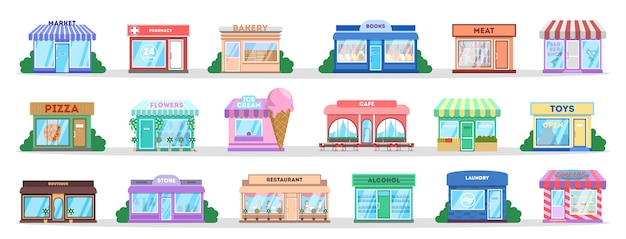 MARKET
PHARMACY
24
BAKERY
BOOKS
MEAT
PIZZA
FLOWERS
ICE
CREAM
CAFE
TOYS
OPEN
BOUTIQUE
STORE
RESTAURANT
ALCOHOL
LAUNDRY